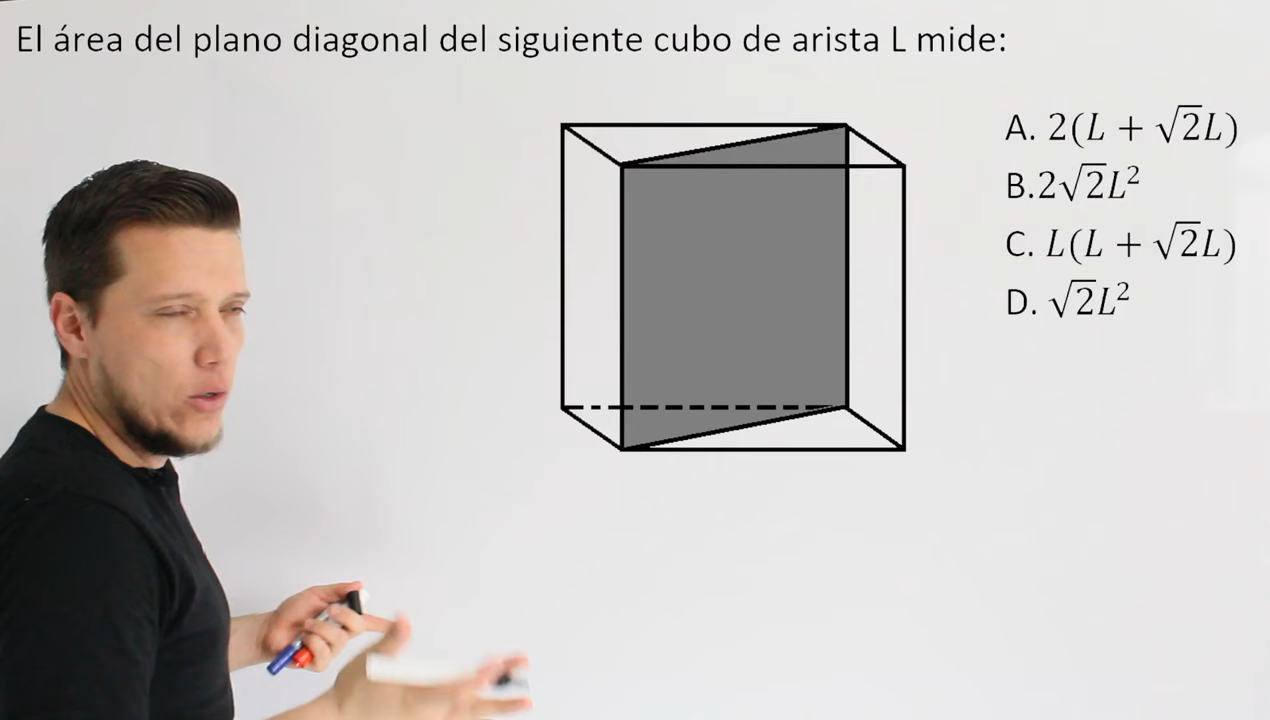 El área del plano diagonal del siguiente cubo de arista L mide:
A. 2(L + √2L)
B.2√2L²
C. L(L + √2L)
D. √2L²